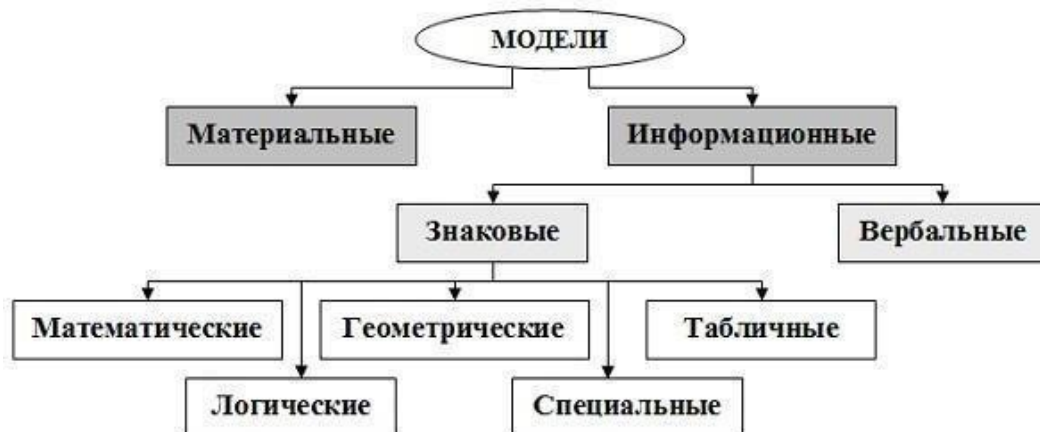 МОДЕЛИ
Материальные
Информационные
Знаковые
Вербальные
Математические
Геометрические
Табличные
Логические
Специальные